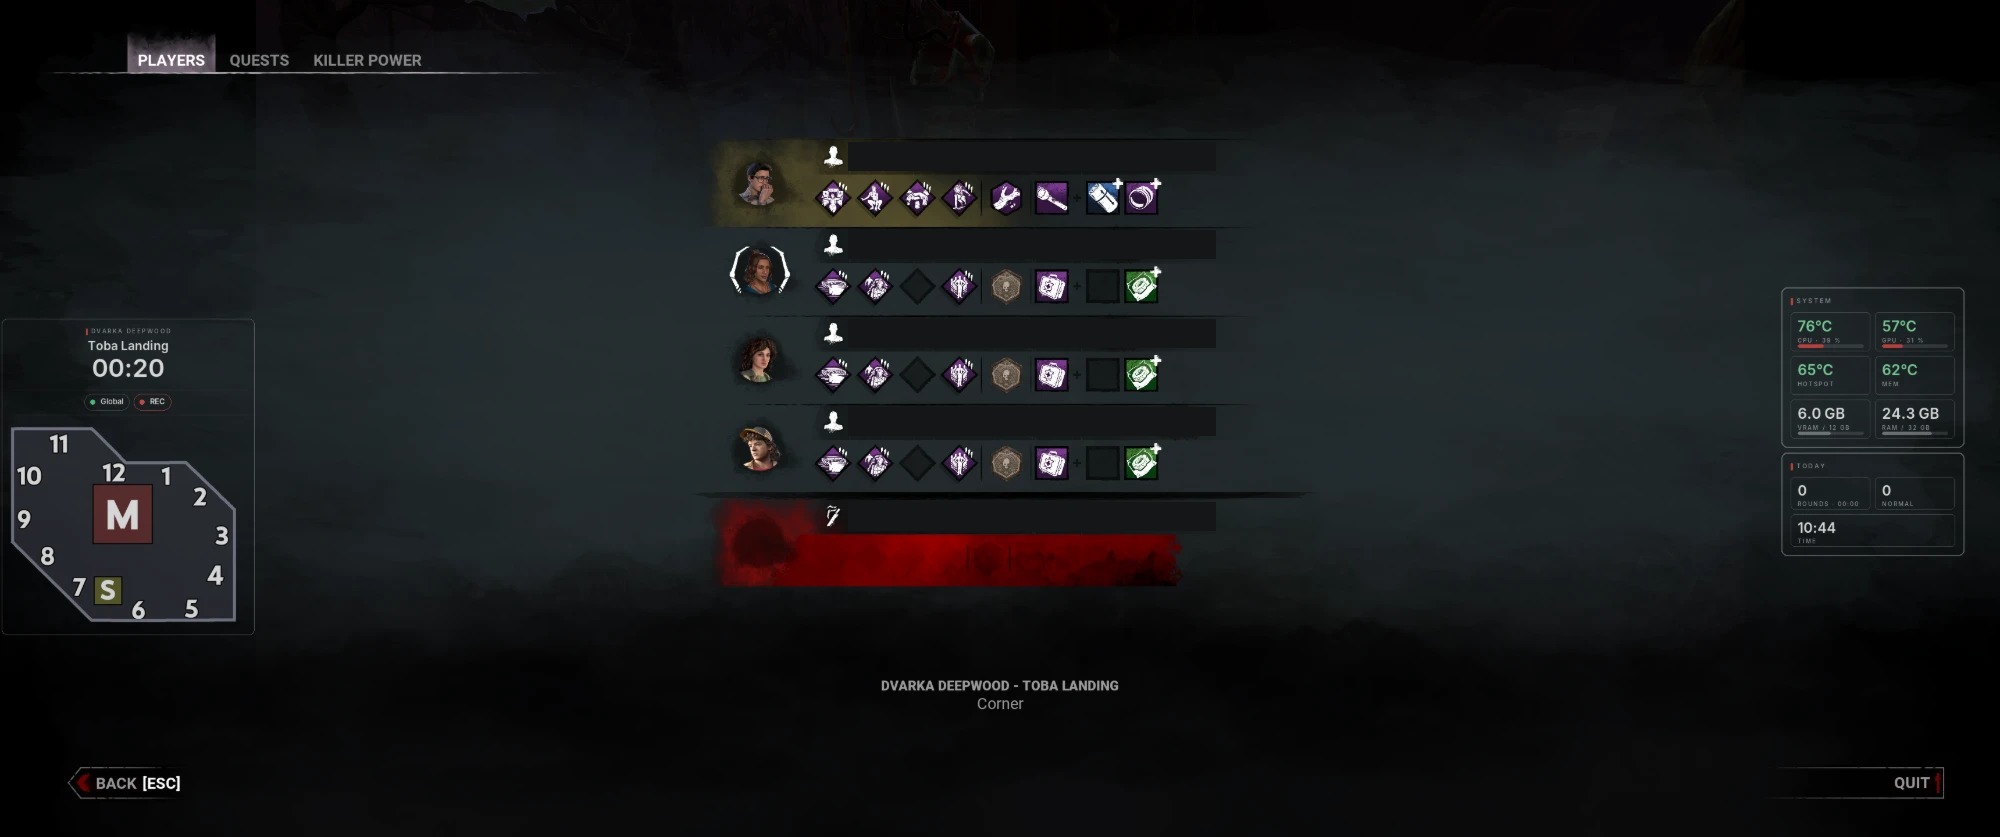 PLAYERS QUESTS KILLER POWER
DVARKA DEEPWOOD
Toba Landing
00:20
Global REC
11
10 12 1
2
9 M 3
8 4
7 S 6 5
SYSTEM
76°C 57°C
CPU · 38 % GPU · 31 %
65°C 62°C
HOTSPOT MEM
6.0 GB 24.3 GB
VRAM / 12 GB RAM / 32 GB
TODAY
0 0
ROUNDS · 00:00 NORMAL
10:44
TIME
DVARKA DEEPWOOD - TOBA LANDING
Corner
BACK [ESC]
QUIT